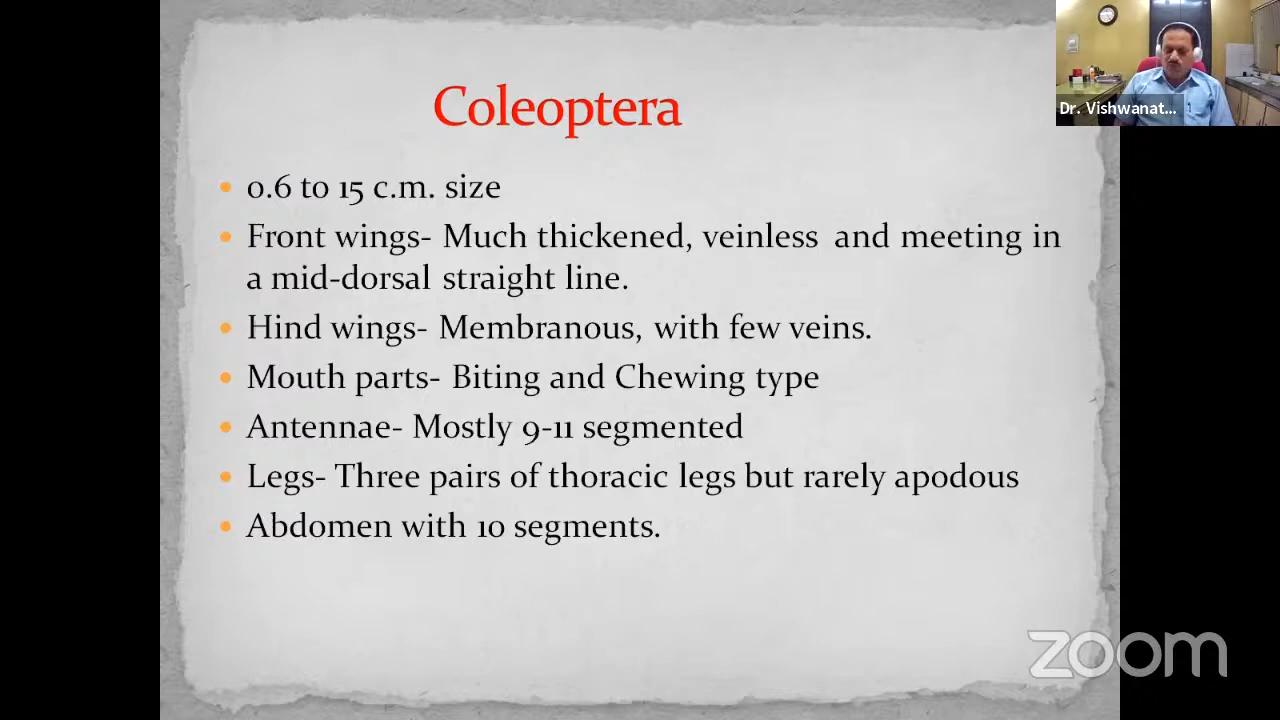 Coleoptera
Dr. Vishwanat...
• 0.6 to 15 c.m. size
• Front wings- Much thickened, veinless and meeting in
a mid-dorsal straight line.
• Hind wings- Membranous, with few veins.
• Mouth parts- Biting and Chewing type
• Antennae- Mostly 9-11 segmented
• Legs- Three pairs of thoracic legs but rarely apodous
• Abdomen with 10 segments.
zoom